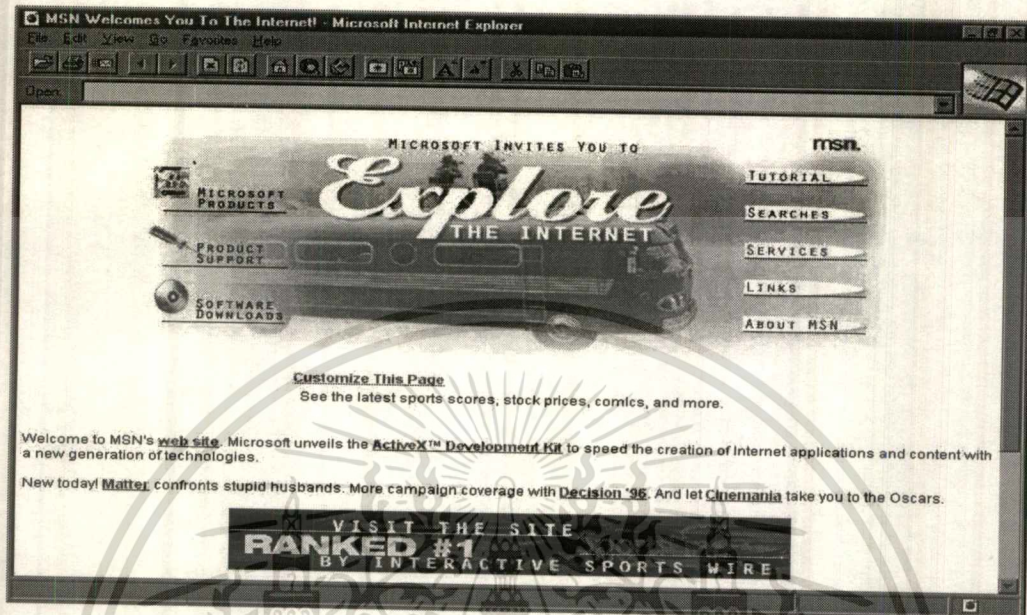 MSN Welcomes You To The Internet! - Microsoft Internet Explorer
File Edit View Go Favorites Help
Open:
MICROSOFT INVITES YOU TO
Explore
THE INTERNET
msn.
MICROSOFT
PRODUCTS
PRODUCT
SUPPORT
SOFTWARE
DOWNLOADS
TUTORIAL
SEARCHES
SERVICES
LINKS
ABOUT MSN
Customize This Page
See the latest sports scores, stock prices, comics, and more.
Welcome to MSN's web site. Microsoft unveils the ActiveX™ Development Kit to speed the creation of Internet applications and content with
a new generation of technologies.
New today! Matter confronts stupid husbands. More campaign coverage with Decision '96. And let Cinemania take you to the Oscars.
VISIT THE SITE
RANKED #1
BY INTERACTIVE SPORTS WIRE